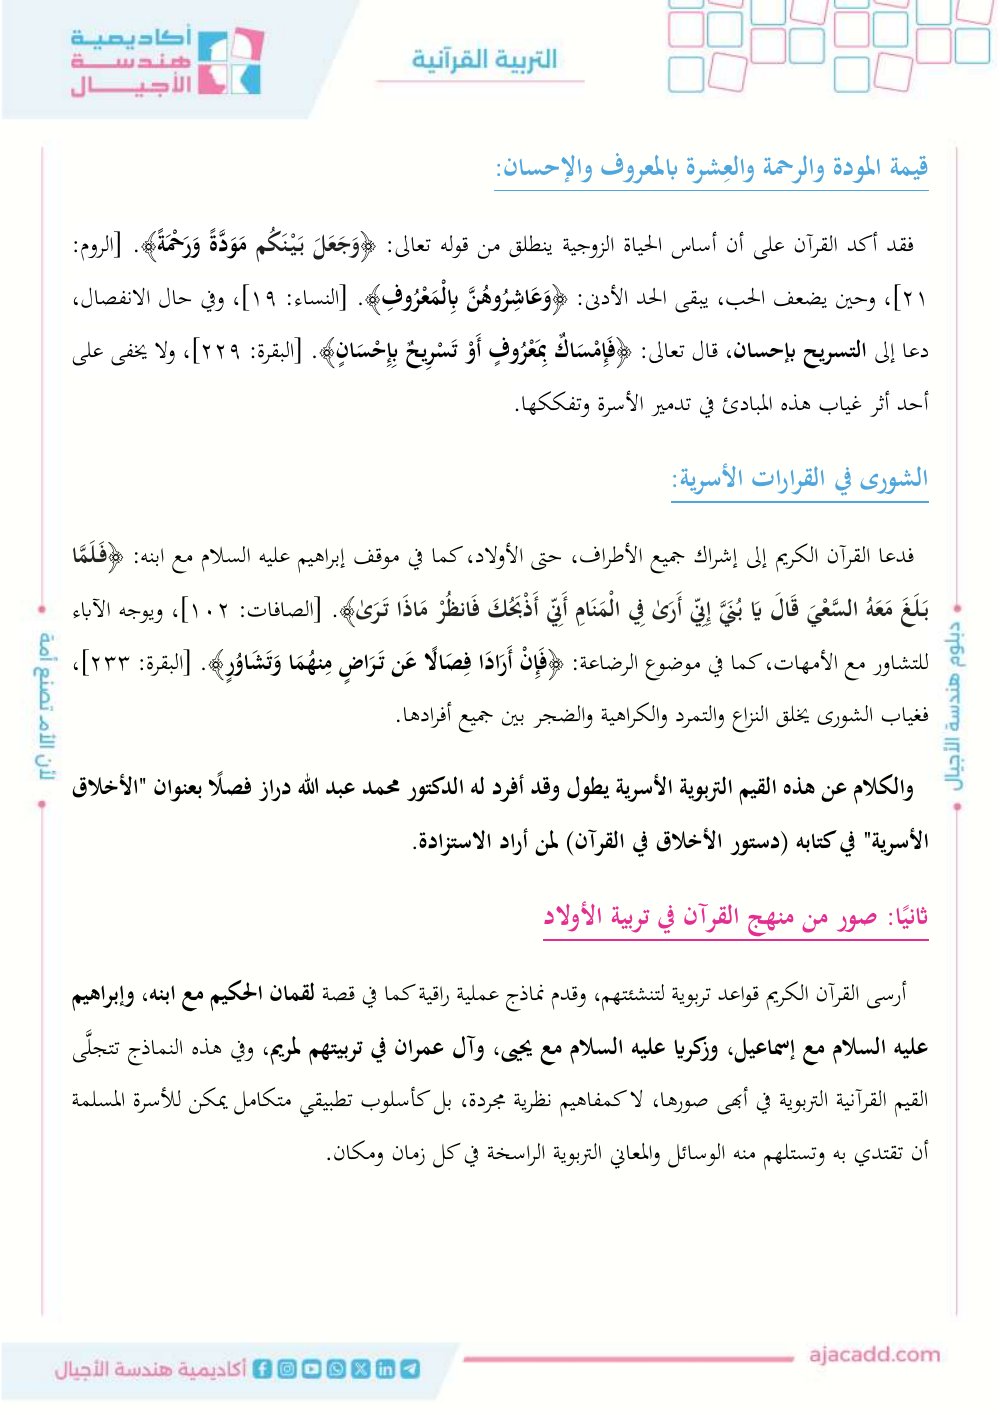 أكاديمية
هندسة
الأجيال
التربية القرآنية
قيمة المودة والرحمة والعِشرة بالمعروف والإحسان:
فقد أكد القرآن على أن أساس الحياة الزوجية ينطلق من قوله تعالى: ﴿وَجَعَلَ بَيْنَكُم مَوَدَّةً وَرَحْمَةً﴾. [الروم:
٢١]، وحين يضعف الحب، يبقى الحد الأدنى: ﴿وَعَاشِرُوهُنَّ بِالْمَعْرُوفِ﴾. [النساء: ١٩]، وفي حال الانفصال،
دعا إلى التسريح بإحسان، قال تعالى: ﴿فَإِمْسَاكٌ بِمَعْرُوفٍ أَوْ تَسْرِيحٌ بِإِحْسَانٍ﴾. [البقرة: ٢٢٩]، ولا يخفى على
أحد أثر غياب هذه المبادئ في تدمير الأسرة وتفككها.
الشورى في القرارات الأسرية:
فدعا القرآن الكريم إلى إشراك جميع الأطراف، حتى الأولاد، كما في موقف إبراهيم عليه السلام مع ابنه: ﴿فَلَمَّا
بَلَغَ مَعَهُ السَّعْيَ قَالَ يَا بُنَيَّ إِنِّي أَرَىٰ فِي الْمَنَامِ أَنِّي أَذْبَحُكَ فَانظُرْ مَاذَا تَرَىٰ﴾. [الصافات: ١٠٢]، ويوجه الآباء
للتشاور مع الأمهات، كما في موضوع الرضاعة: ﴿فَإِنْ أَرَادَا فِصَالًا عَن تَرَاضٍ مِنهُمَا وَتَشَاوُرٍ﴾. [البقرة: ٢٣٣]،
فغياب الشورى يخلق النزاع والتمرد والكراهية والضجر بين جميع أفرادها.
والكلام عن هذه القيم التربوية الأسرية يطول وقد أفرد له الدكتور محمد عبد الله دراز فصلًا بعنوان "الأخلاق
الأسرية" في كتابه (دستور الأخلاق في القرآن) لمن أراد الاستزادة.
ثانيًا: صور من منهج القرآن في تربية الأولاد
أرسى القرآن الكريم قواعد تربوية لتنشئتهم، وقدم نماذج عملية راقية كما في قصة لقمان الحكيم مع ابنه، وإبراهيم
عليه السلام مع إسماعيل، وزكريا عليه السلام مع يحيى، وآل عمران في تربيتهم لمريم، وفي هذه النماذج تتجلَّى
القيم القرآنية التربوية في أبهى صورها، لا كمفاهيم نظرية مجردة، بل كأسلوب تطبيقي متكامل يمكن للأسرة المسلمة
أن تقتدي به وتستلهم منه الوسائل والمعاني التربوية الراسخة في كل زمان ومكان.
دبلوم هندسة الأجيال
لأن الأم تصنع أمة
أكاديمية هندسة الأجيال
ajacadd.com